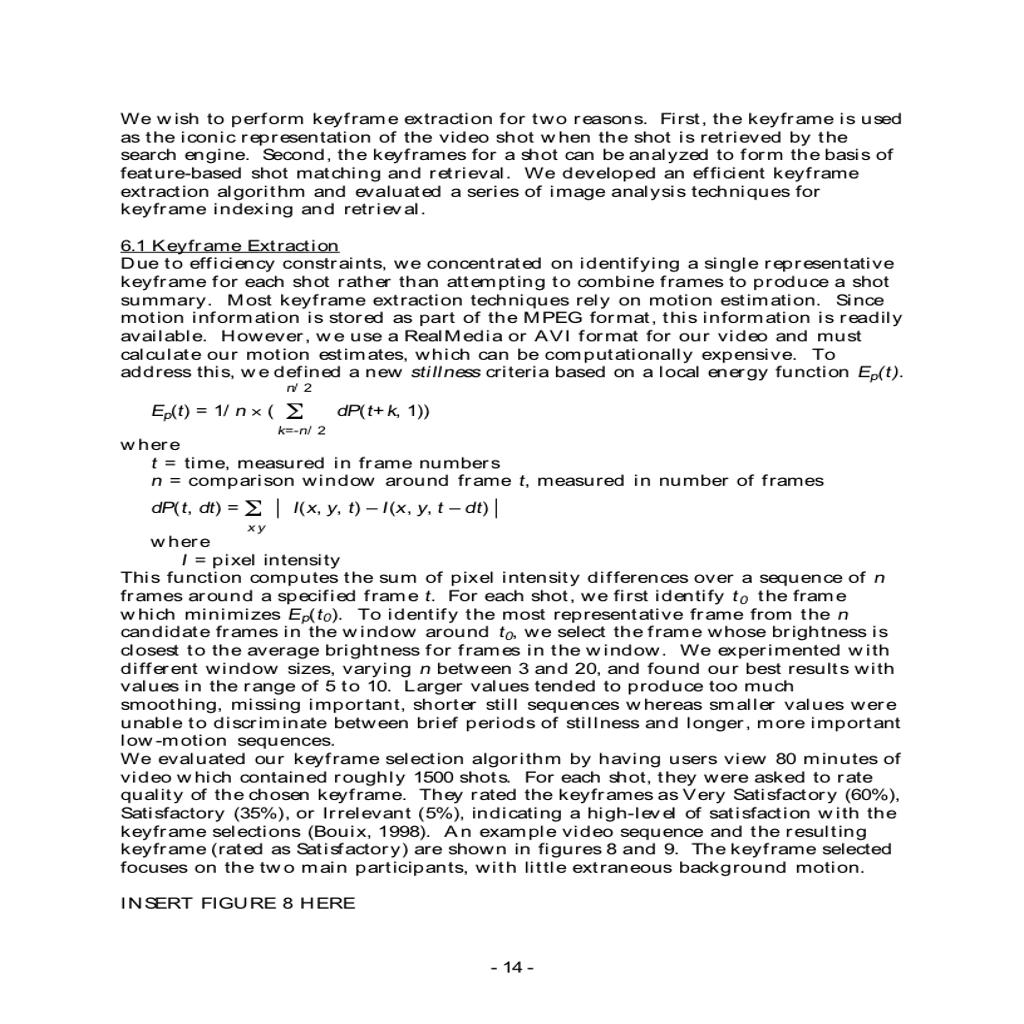 We wish to perform keyframe extraction for two reasons. First, the keyframe is used
as the iconic representation of the video shot when the shot is retrieved by the
search engine. Second, the keyframes for a shot can be analyzed to form the basis of
feature-based shot matching and retrieval. We developed an efficient keyframe
extraction algorithm and evaluated a series of image analysis techniques for
keyframe indexing and retrieval.
6.1 Keyframe Extraction
Due to efficiency constraints, we concentrated on identifying a single representative
keyframe for each shot rather than attempting to combine frames to produce a shot
summary. Most keyframe extraction techniques rely on motion estimation. Since
motion information is stored as part of the MPEG format, this information is readily
available. However, we use a RealMedia or AVI format for our video and must
calculate our motion estimates, which can be computationally expensive. To
address this, we defined a new stillness criteria based on a local energy function Ep(t).
n/ 2
Ep(t) = 1/ n × ( Σ dP(t+k, 1))
k=-n/ 2
where
t = time, measured in frame numbers
n = comparison window around frame t, measured in number of frames
dP(t, dt) = Σ | I(x, y, t) – I(x, y, t – dt) |
x y
where
I = pixel intensity
This function computes the sum of pixel intensity differences over a sequence of n
frames around a specified frame t. For each shot, we first identify t0 the frame
which minimizes Ep(t0). To identify the most representative frame from the n
candidate frames in the window around t0, we select the frame whose brightness is
closest to the average brightness for frames in the window. We experimented with
different window sizes, varying n between 3 and 20, and found our best results with
values in the range of 5 to 10. Larger values tended to produce too much
smoothing, missing important, shorter still sequences whereas smaller values were
unable to discriminate between brief periods of stillness and longer, more important
low-motion sequences.
We evaluated our keyframe selection algorithm by having users view 80 minutes of
video which contained roughly 1500 shots. For each shot, they were asked to rate
quality of the chosen keyframe. They rated the keyframes as Very Satisfactory (60%),
Satisfactory (35%), or Irrelevant (5%), indicating a high-level of satisfaction with the
keyframe selections (Bouix, 1998). An example video sequence and the resulting
keyframe (rated as Satisfactory) are shown in figures 8 and 9. The keyframe selected
focuses on the two main participants, with little extraneous background motion.
INSERT FIGURE 8 HERE
- 14 -